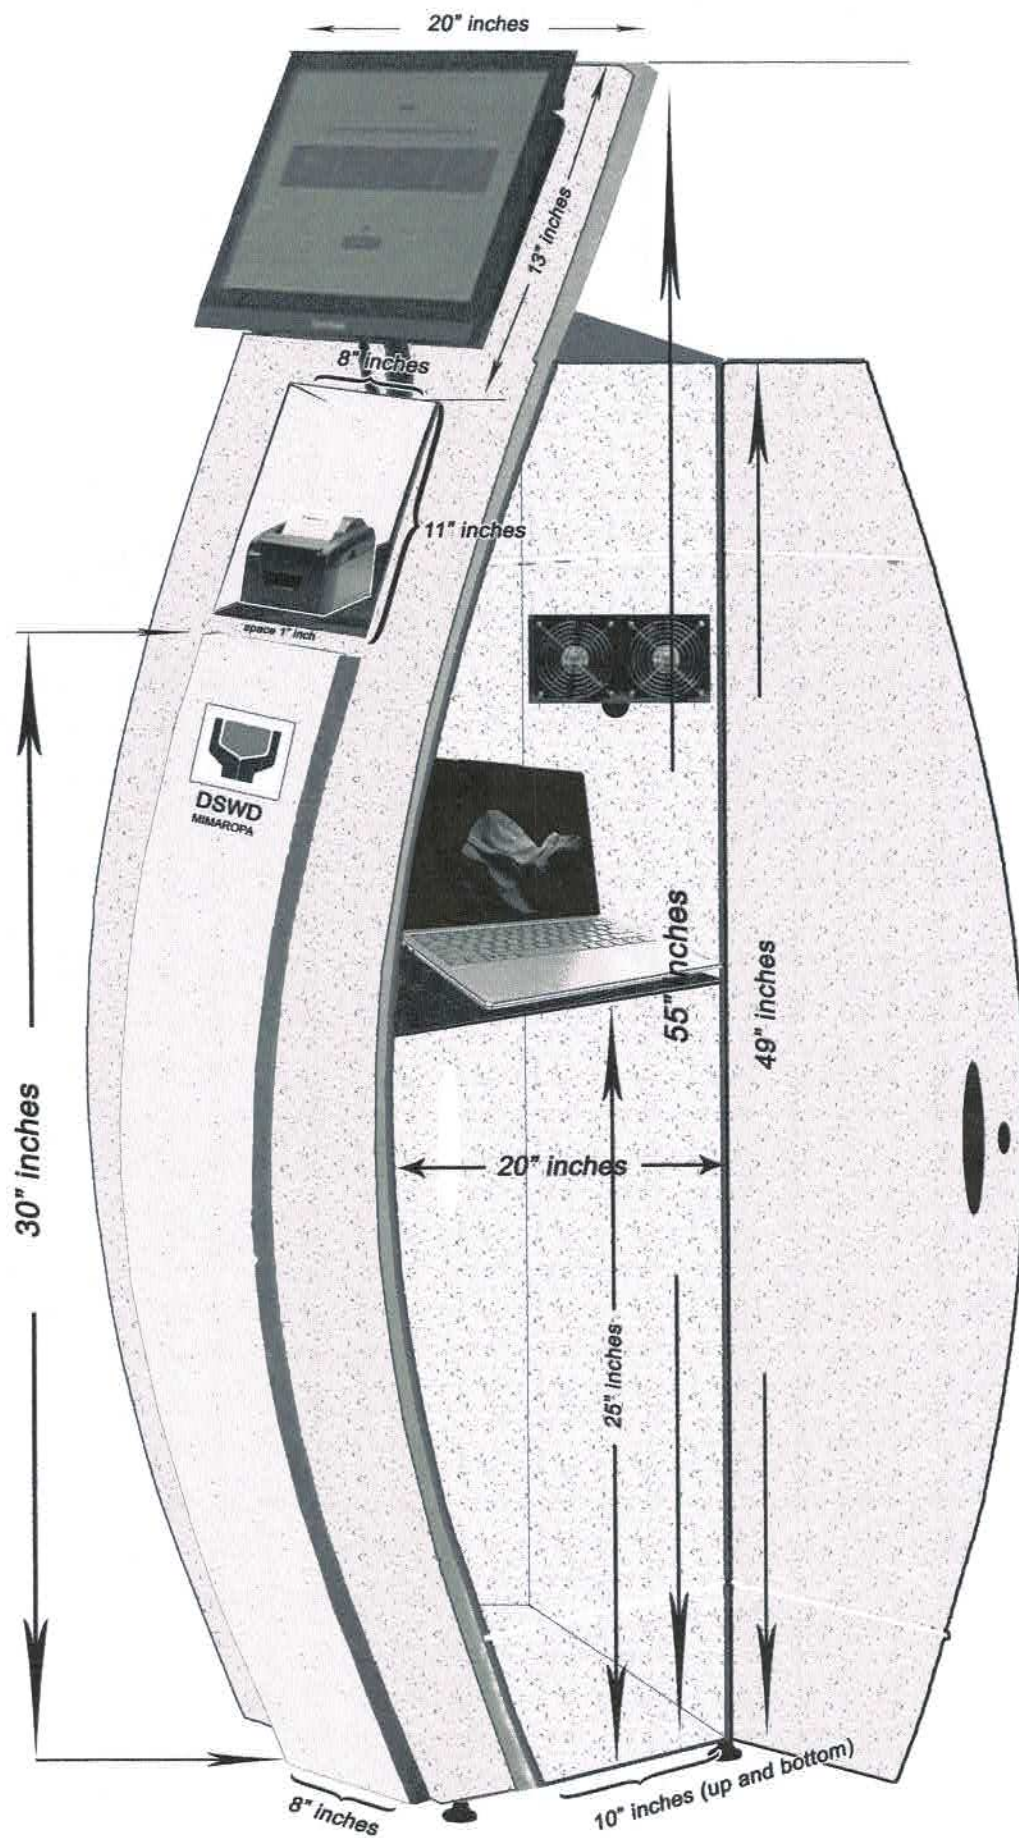 20" inches
13" inches
8" inches
11" inches
space 1" inch
DSWD
MIMAROPA
55" inches
49" inches
30" inches
20" inches
25" inches
8" inches
10" inches (up and bottom)